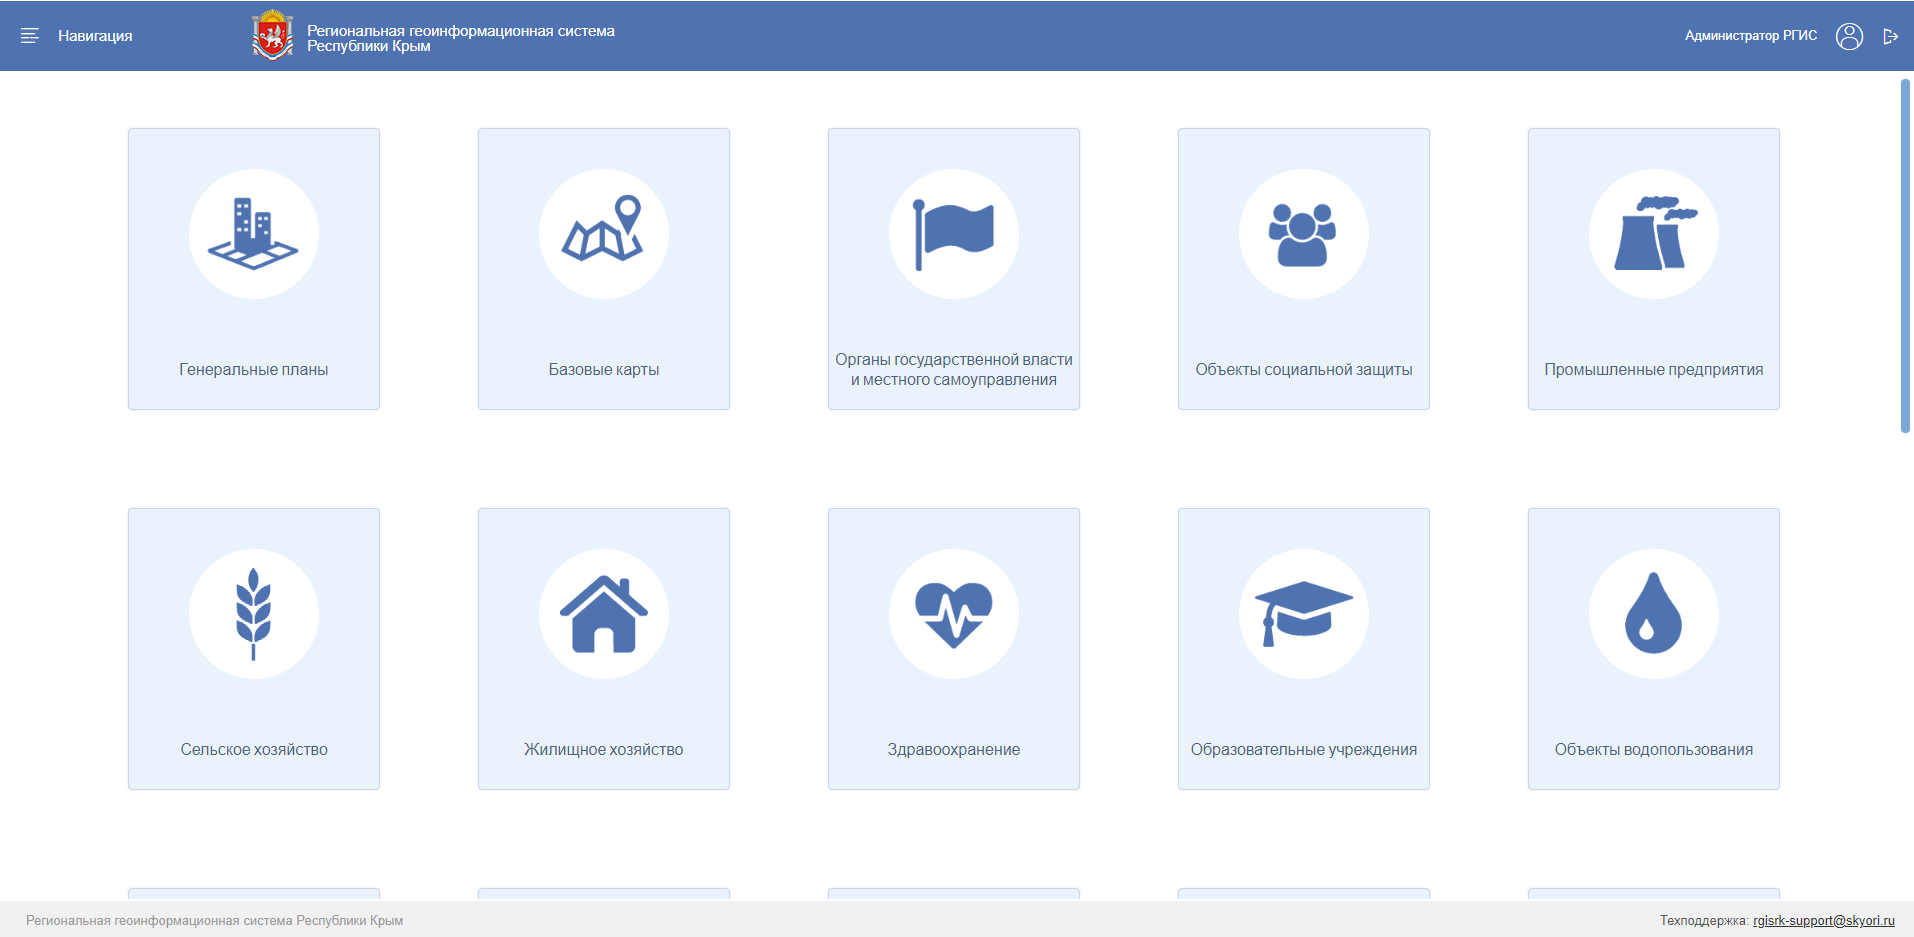 Навигация
Региональная геоинформационная система
Республики Крым
Администратор РГИС
Генеральные планы
Базовые карты
Органы государственной власти
и местного самоуправления
Объекты социальной защиты
Промышленные предприятия
Сельское хозяйство
Жилищное хозяйство
Здравоохранение
Образовательные учреждения
Объекты водопользования
Региональная геоинформационная система Республики Крым
Техподдержка: rgisrk-support@skyori.ru